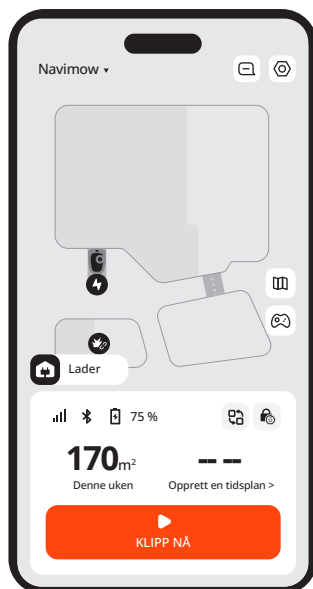 Navimow
Lader
75 %
170m²
-- --
Denne uken
Opprett en tidsplan >
KLIPP NÅ